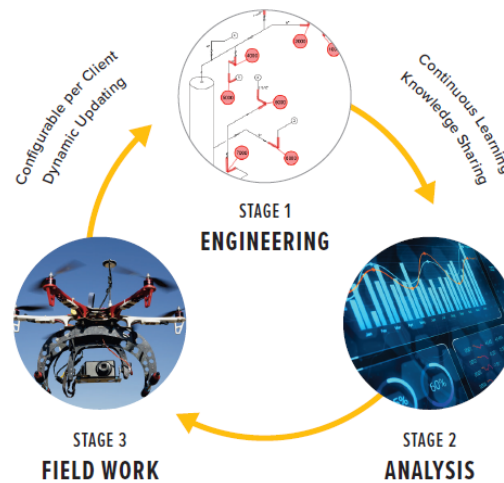 Configurable per Client
Dynamic Updating
Continuous Learning
Knowledge Sharing
STAGE 1
ENGINEERING
STAGE 3
FIELD WORK
STAGE 2
ANALYSIS
60%